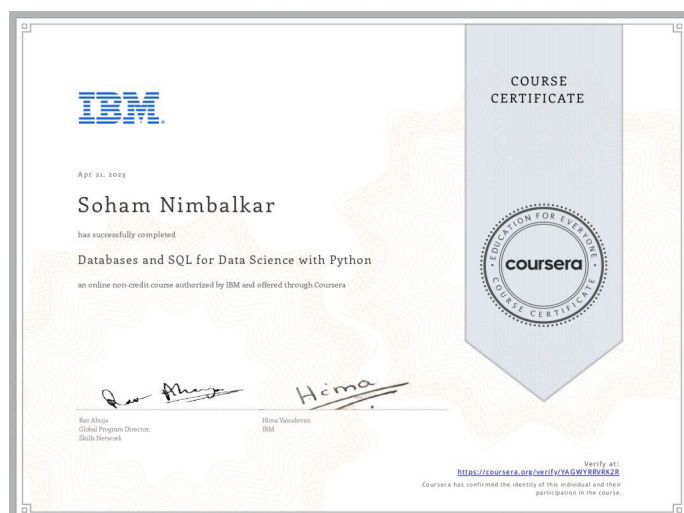 COURSE
CERTIFICATE
IBM
Apr 21, 2023
Soham Nimbalkar
has successfully completed
Databases and SQL for Data Science with Python
an online non-credit course authorized by IBM and offered through Coursera
EDUCATION FOR EVERYONE
coursera
COURSE CERTIFICATE
Rav Ahuja
Hima
Rav Ahuja
Global Program Director,
Skills Network
Hima Vasudevan
IBM
Verify at:
https://coursera.org/verify/YAGWYRRVRK2R
Coursera has confirmed the identity of this individual and their
participation in the course.